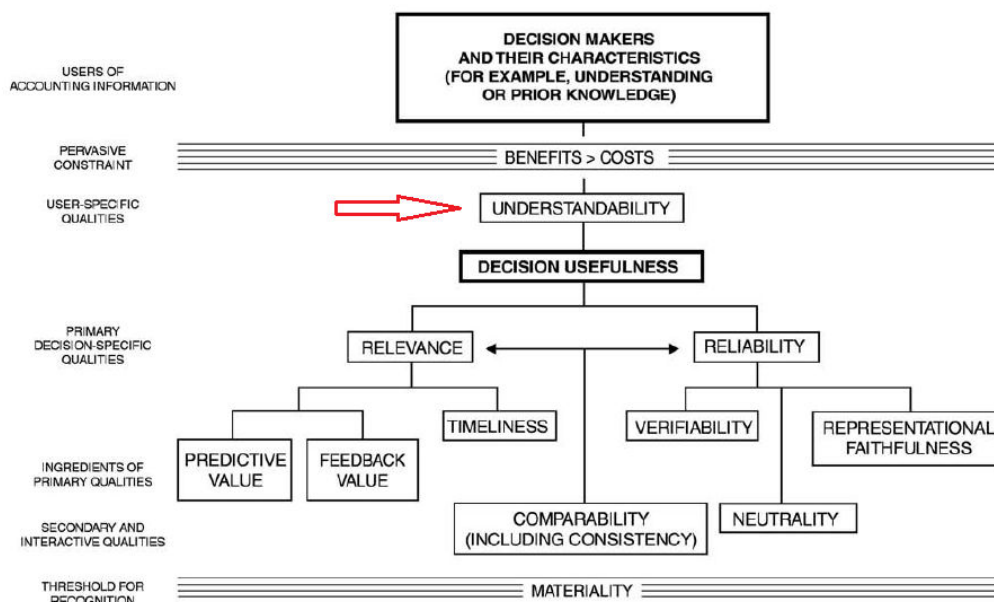 DECISION MAKERS
AND THEIR CHARACTERISTICS
(FOR EXAMPLE, UNDERSTANDING
OR PRIOR KNOWLEDGE)
USERS OF
ACCOUNTING INFORMATION
PERVASIVE
CONSTRAINT
BENEFITS > COSTS
USER-SPECIFIC
QUALITIES
UNDERSTANDABILITY
DECISION USEFULNESS
PRIMARY
DECISION-SPECIFIC
QUALITIES
RELEVANCE
RELIABILITY
TIMELINESS
VERIFIABILITY
REPRESENTATIONAL
FAITHFULNESS
PREDICTIVE
VALUE
FEEDBACK
VALUE
INGREDIENTS OF
PRIMARY QUALITIES
SECONDARY AND
INTERACTIVE QUALITIES
COMPARABILITY
(INCLUDING CONSISTENCY)
NEUTRALITY
THRESHOLD FOR
RECOGNITION
MATERIALITY